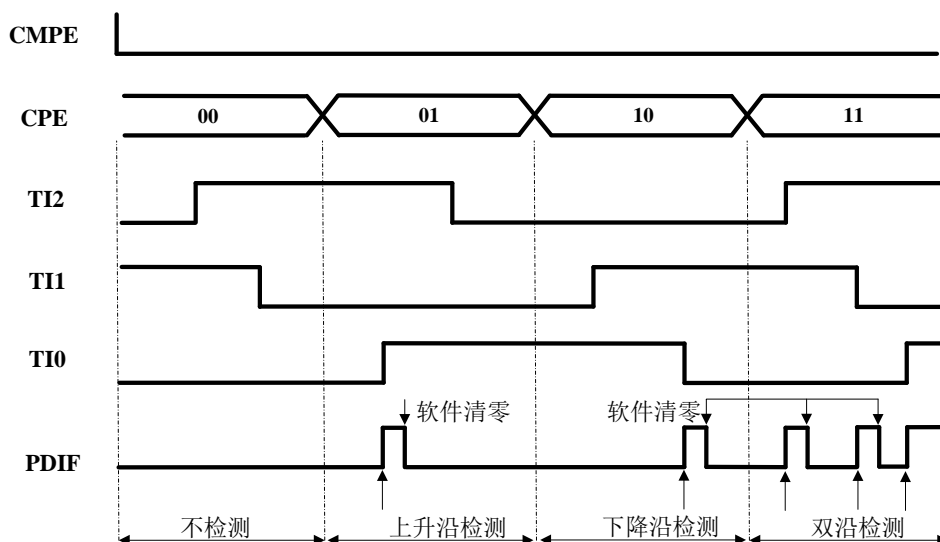 CMPE
CPE 00 01 10 11
TI2
TI1
TI0
软件清零 软件清零
PDIF
不检测 上升沿检测 下降沿检测 双沿检测